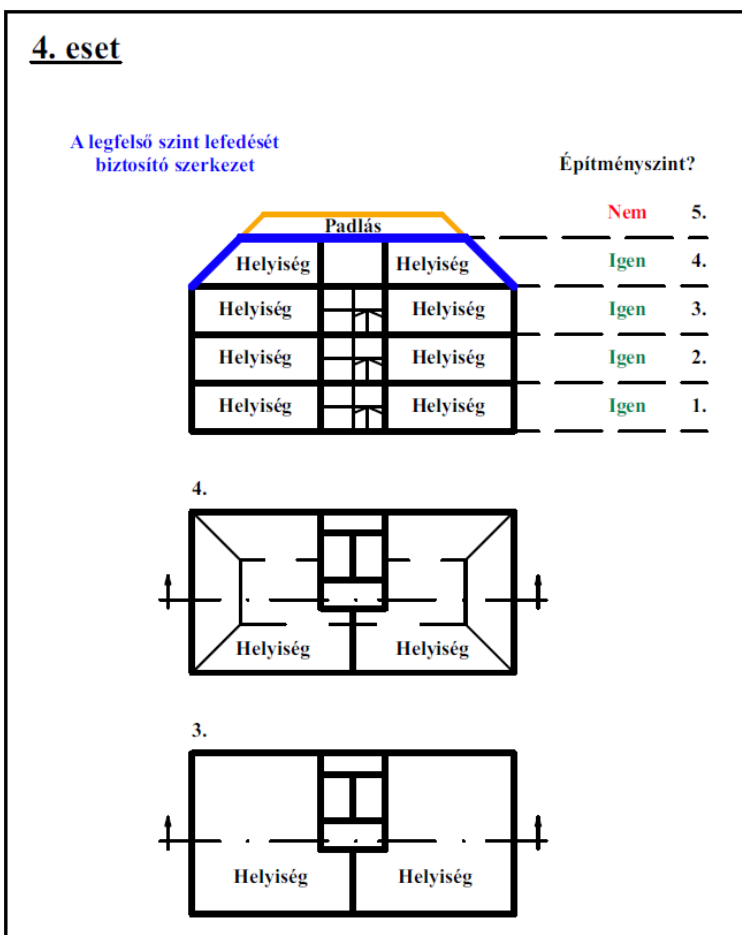 4. eset
A legfelső szint lefedését
biztosító szerkezet
Építményszint?
Padlás
Nem 5.
Helyiség Helyiség Igen 4.
Helyiség Helyiség Igen 3.
Helyiség Helyiség Igen 2.
Helyiség Helyiség Igen 1.
4.
Helyiség Helyiség
3.
Helyiség Helyiség